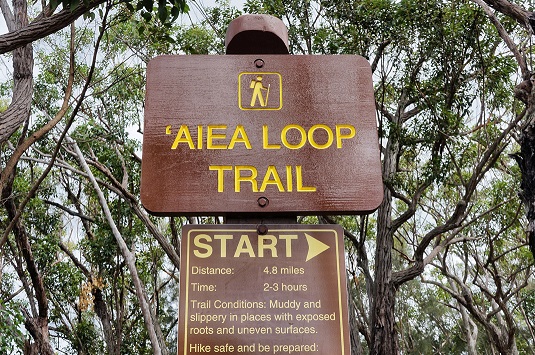 ‘AIEA LOOP
TRAIL
START
Distance: 4.8 miles
Time: 2-3 hours
Trail Conditions: Muddy and
slippery in places with exposed
roots and uneven surfaces.
Hike safe and be prepared: